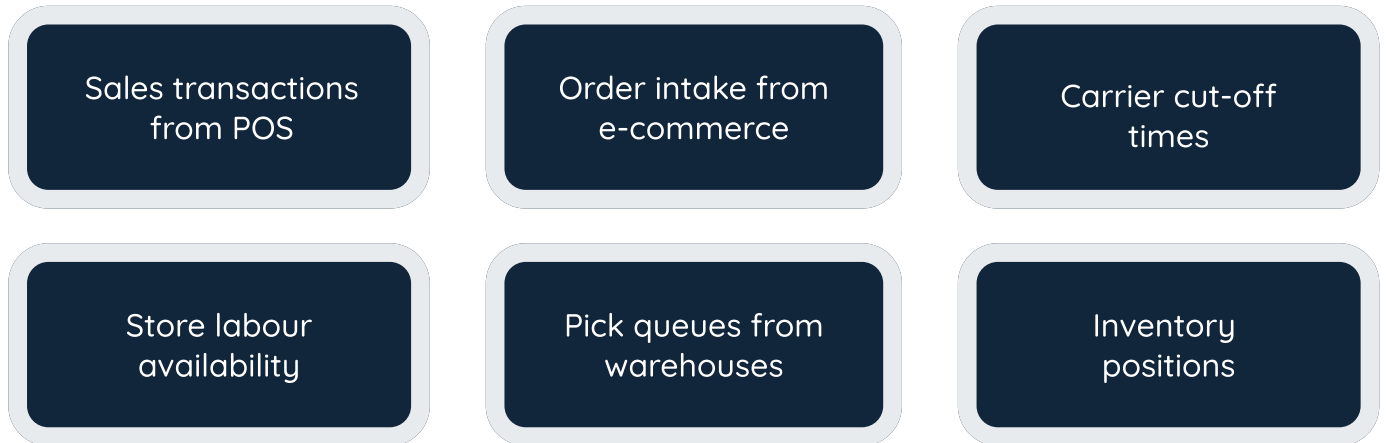 Sales transactions
from POS
Order intake from
e-commerce
Carrier cut-off
times
Store labour
availability
Pick queues from
warehouses
Inventory
positions